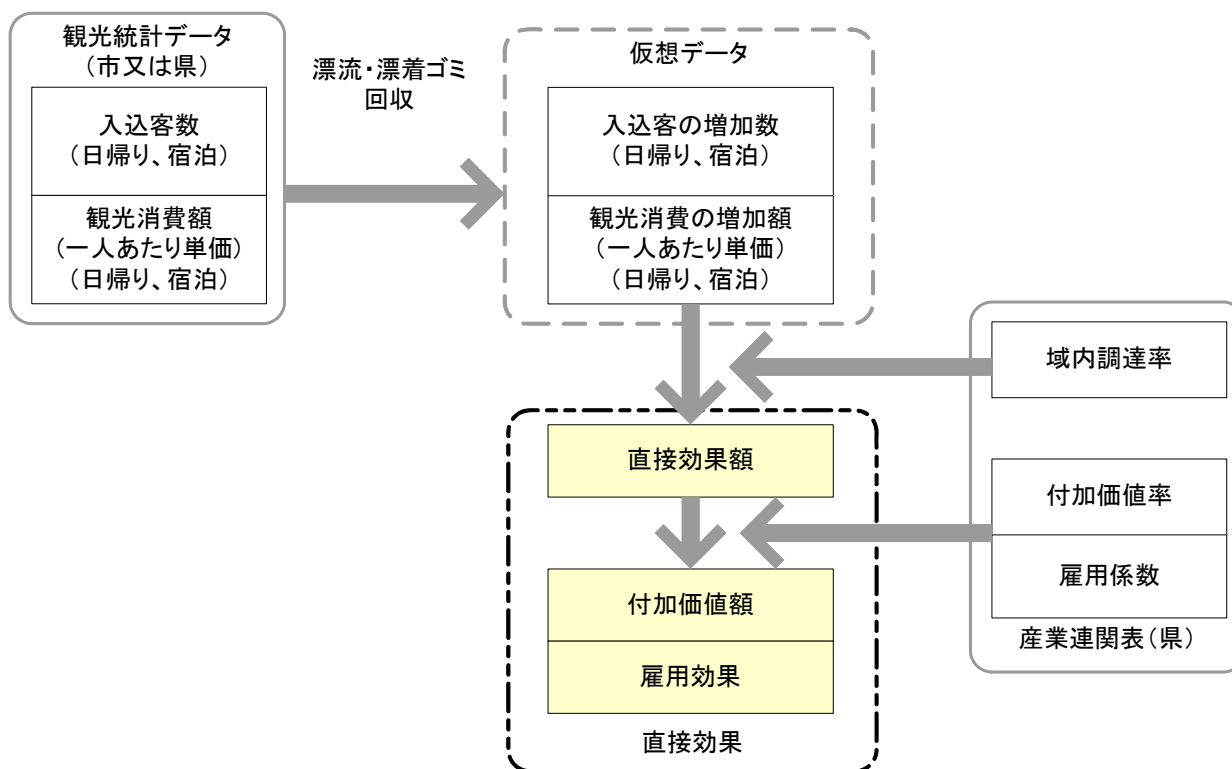 観光統計データ
(市又は県)
入込客数
(日帰り、宿泊)
観光消費額
(一人あたり単価)
(日帰り、宿泊)
漂流・漂着ゴミ
回収
仮想データ
入込客の増加数
(日帰り、宿泊)
観光消費の増加額
(一人あたり単価)
(日帰り、宿泊)
域内調達率
直接効果額
付加価値率
雇用係数
産業連関表(県)
付加価値額
雇用効果
直接効果